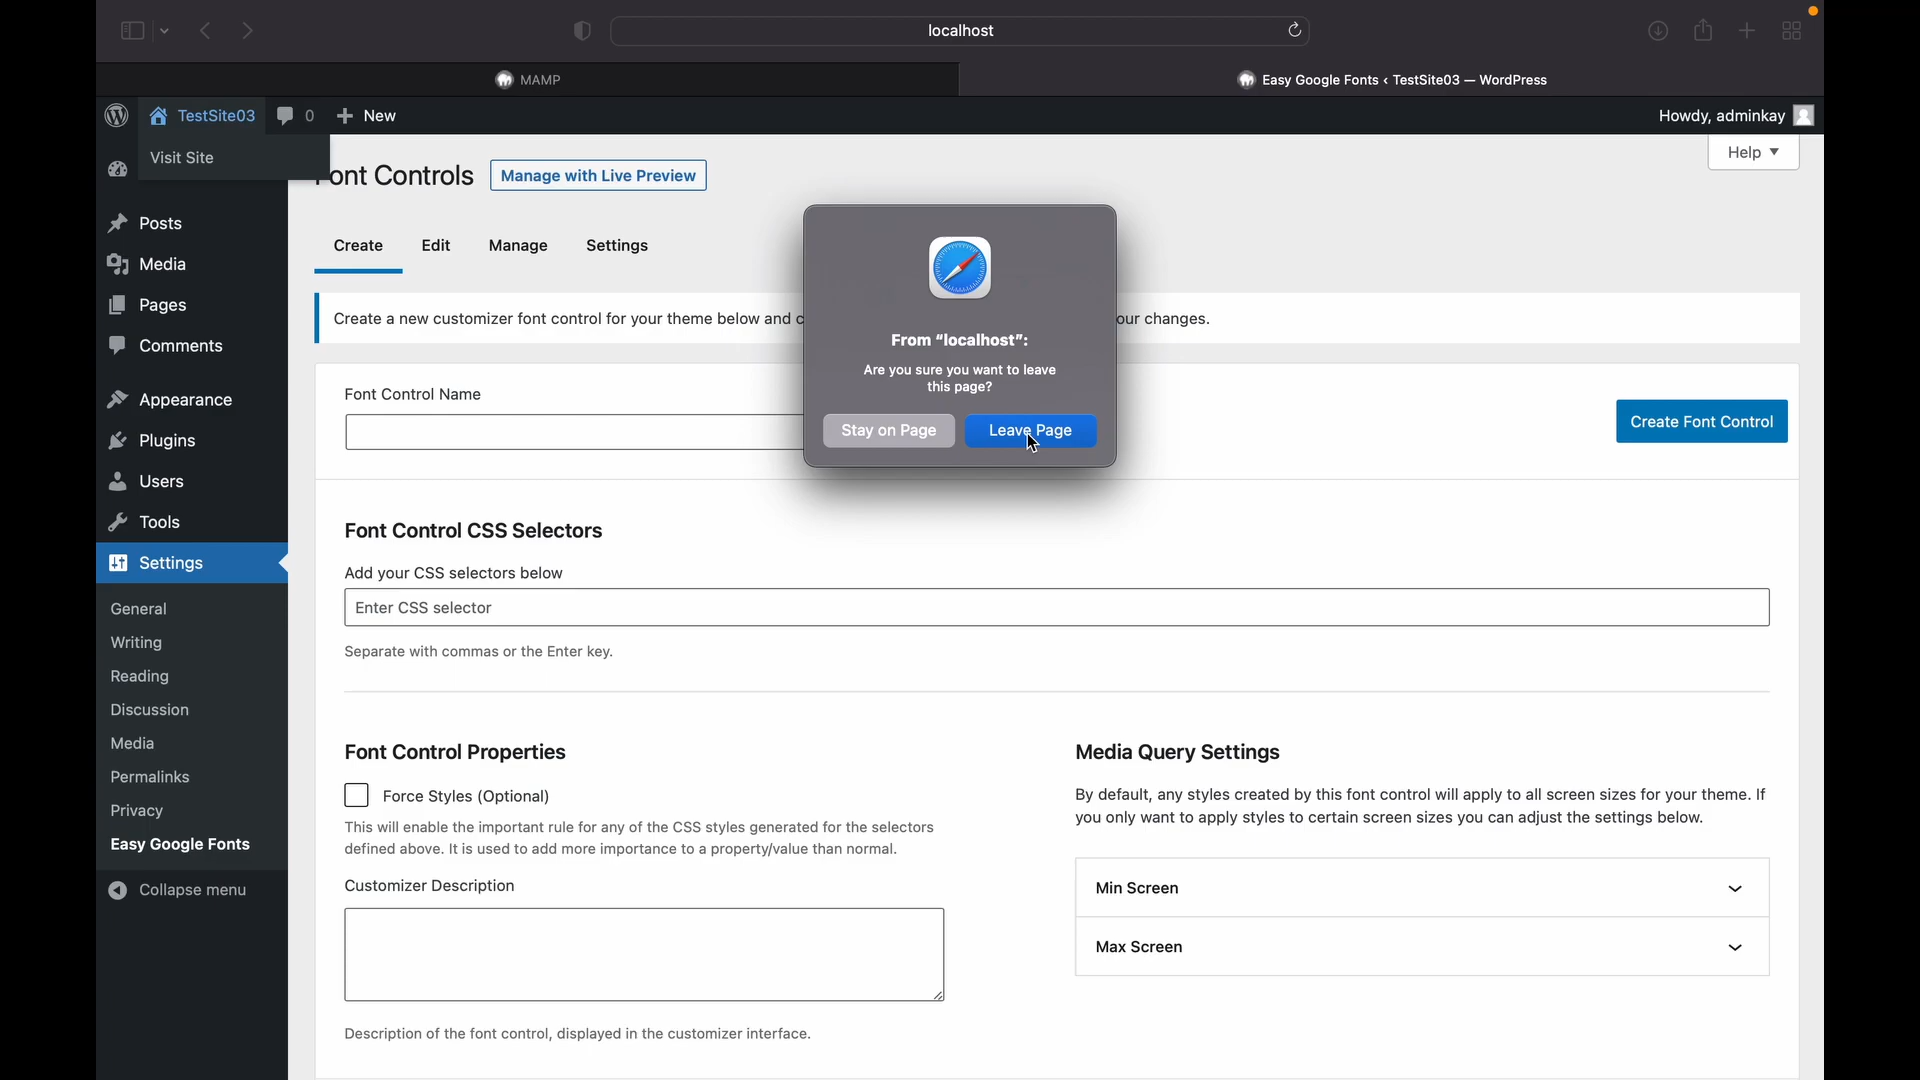 localhost
MAMP
Easy Google Fonts ‹ TestSite03 — WordPress
TestSite03
0
New
Howdy, adminkay
Visit Site
Help
ont Controls
Manage with Live Preview
Posts
Media
Pages
Comments
Appearance
Plugins
Users
Tools
Settings
General
Writing
Reading
Discussion
Media
Permalinks
Privacy
Easy Google Fonts
Collapse menu
Create
Edit
Manage
Settings
Create a new customizer font control for your theme below and c
our changes.
From “localhost”:
Are you sure you want to leave
this page?
Stay on Page
Leave Page
Font Control Name
Create Font Control
Font Control CSS Selectors
Add your CSS selectors below
Enter CSS selector
Separate with commas or the Enter key.
Font Control Properties
Force Styles (Optional)
This will enable the important rule for any of the CSS styles generated for the selectors
defined above. It is used to add more importance to a property/value than normal.
Customizer Description
Description of the font control, displayed in the customizer interface.
Media Query Settings
By default, any styles created by this font control will apply to all screen sizes for your theme. If
you only want to apply styles to certain screen sizes you can adjust the settings below.
Min Screen
Max Screen